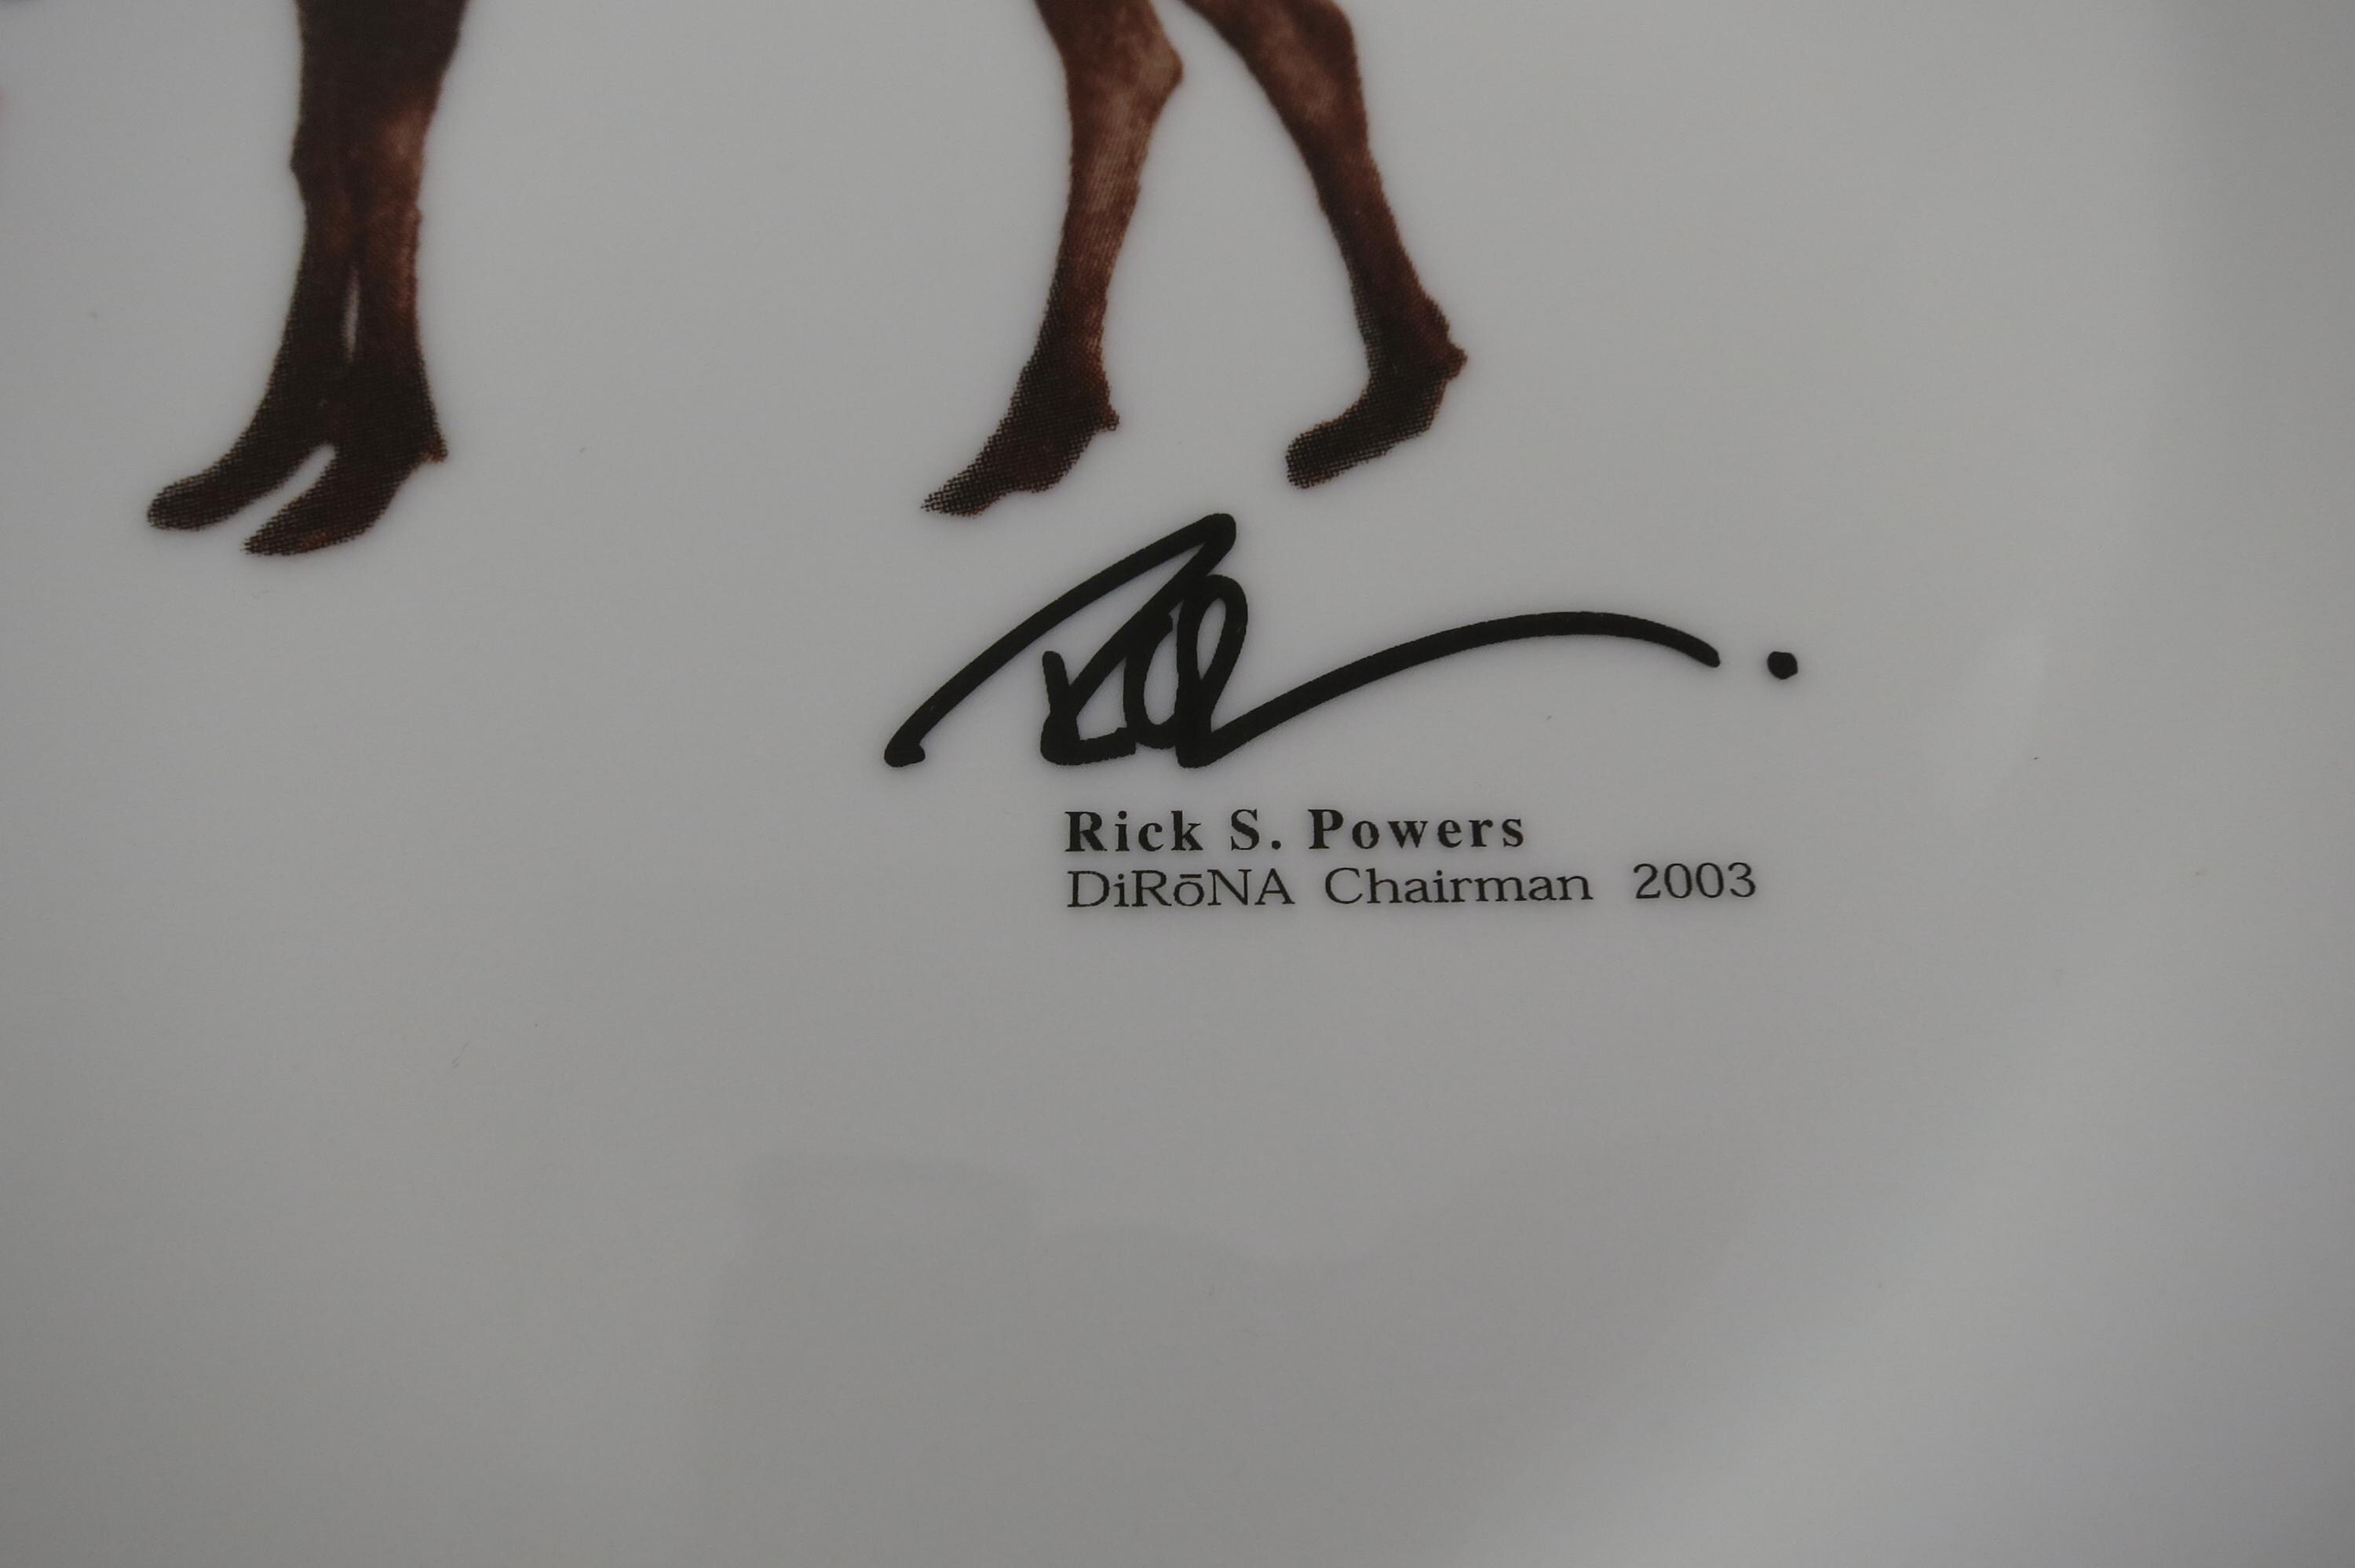 Rick S. Powers
DiRōNA Chairman 2003